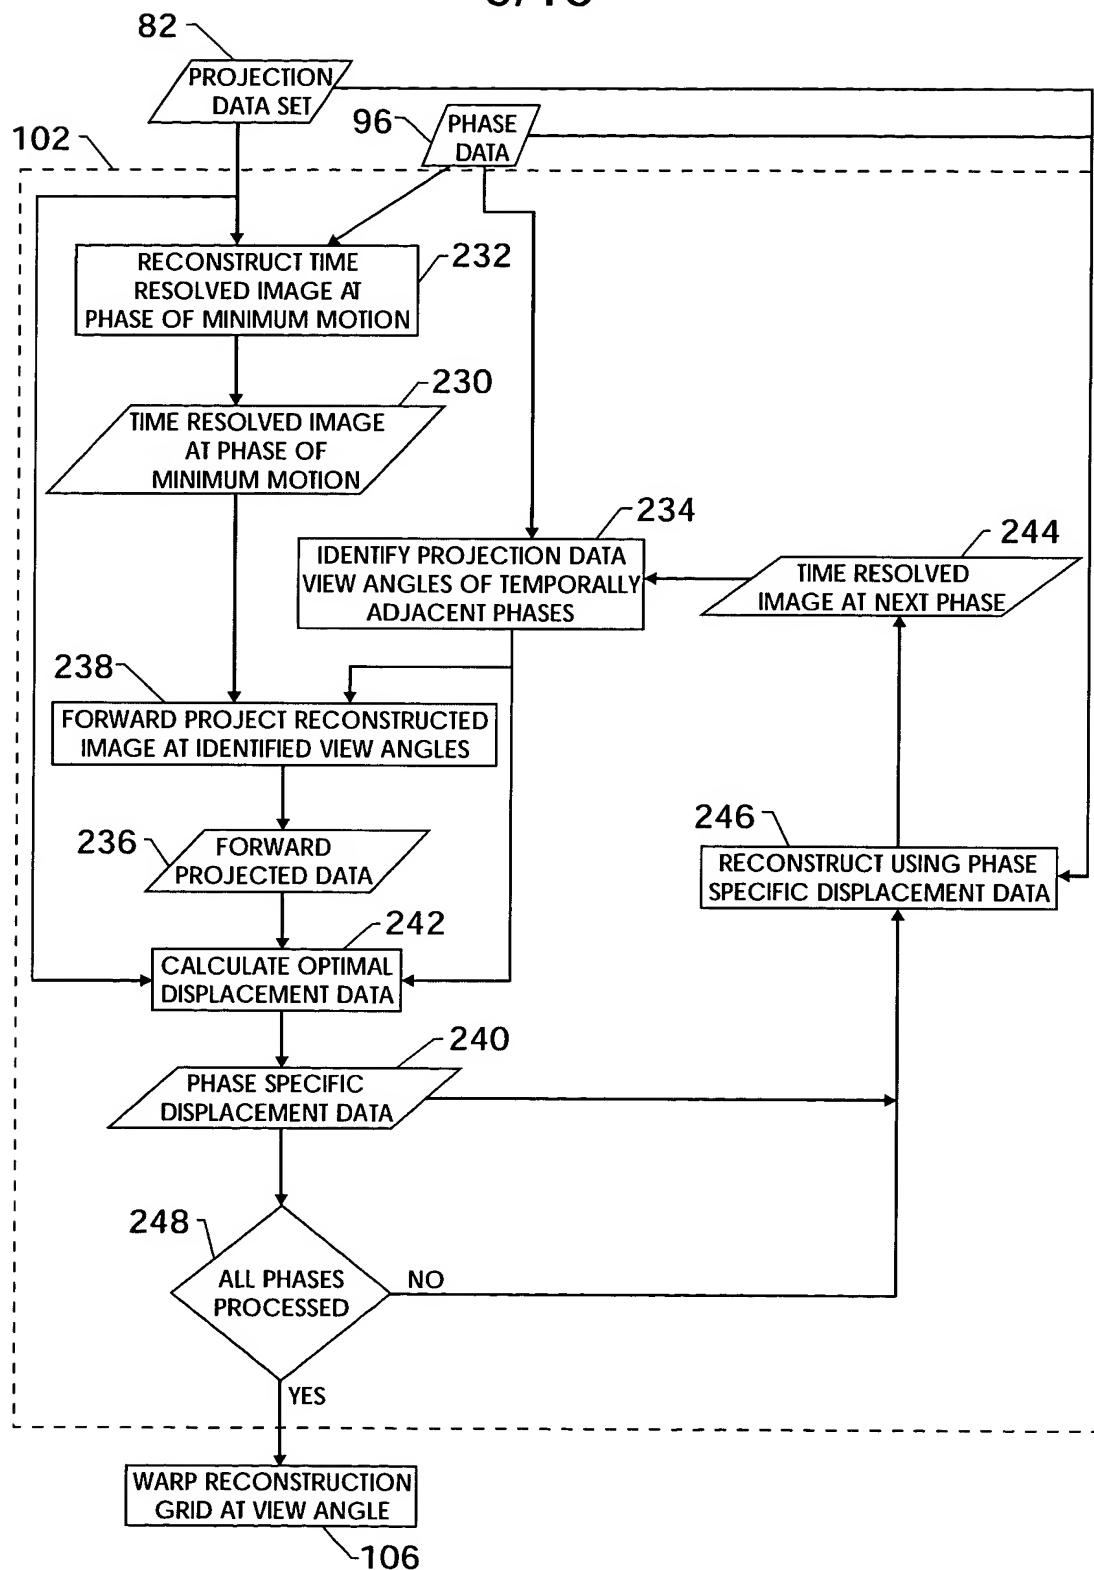 82
PROJECTION
DATA SET
96
PHASE
DATA
102
RECONSTRUCT TIME
RESOLVED IMAGE AT
PHASE OF MINIMUM MOTION
232
230
TIME RESOLVED IMAGE
AT PHASE OF
MINIMUM MOTION
234
IDENTIFY PROJECTION DATA
VIEW ANGLES OF TEMPORALLY
ADJACENT PHASES
244
TIME RESOLVED
IMAGE AT NEXT PHASE
238
FORWARD PROJECT RECONSTRUCTED
IMAGE AT IDENTIFIED VIEW ANGLES
236
FORWARD
PROJECTED DATA
246
RECONSTRUCT USING PHASE
SPECIFIC DISPLACEMENT DATA
242
CALCULATE OPTIMAL
DISPLACEMENT DATA
240
PHASE SPECIFIC
DISPLACEMENT DATA
248
ALL PHASES
PROCESSED
NO
YES
WARP RECONSTRUCTION
GRID AT VIEW ANGLE
106